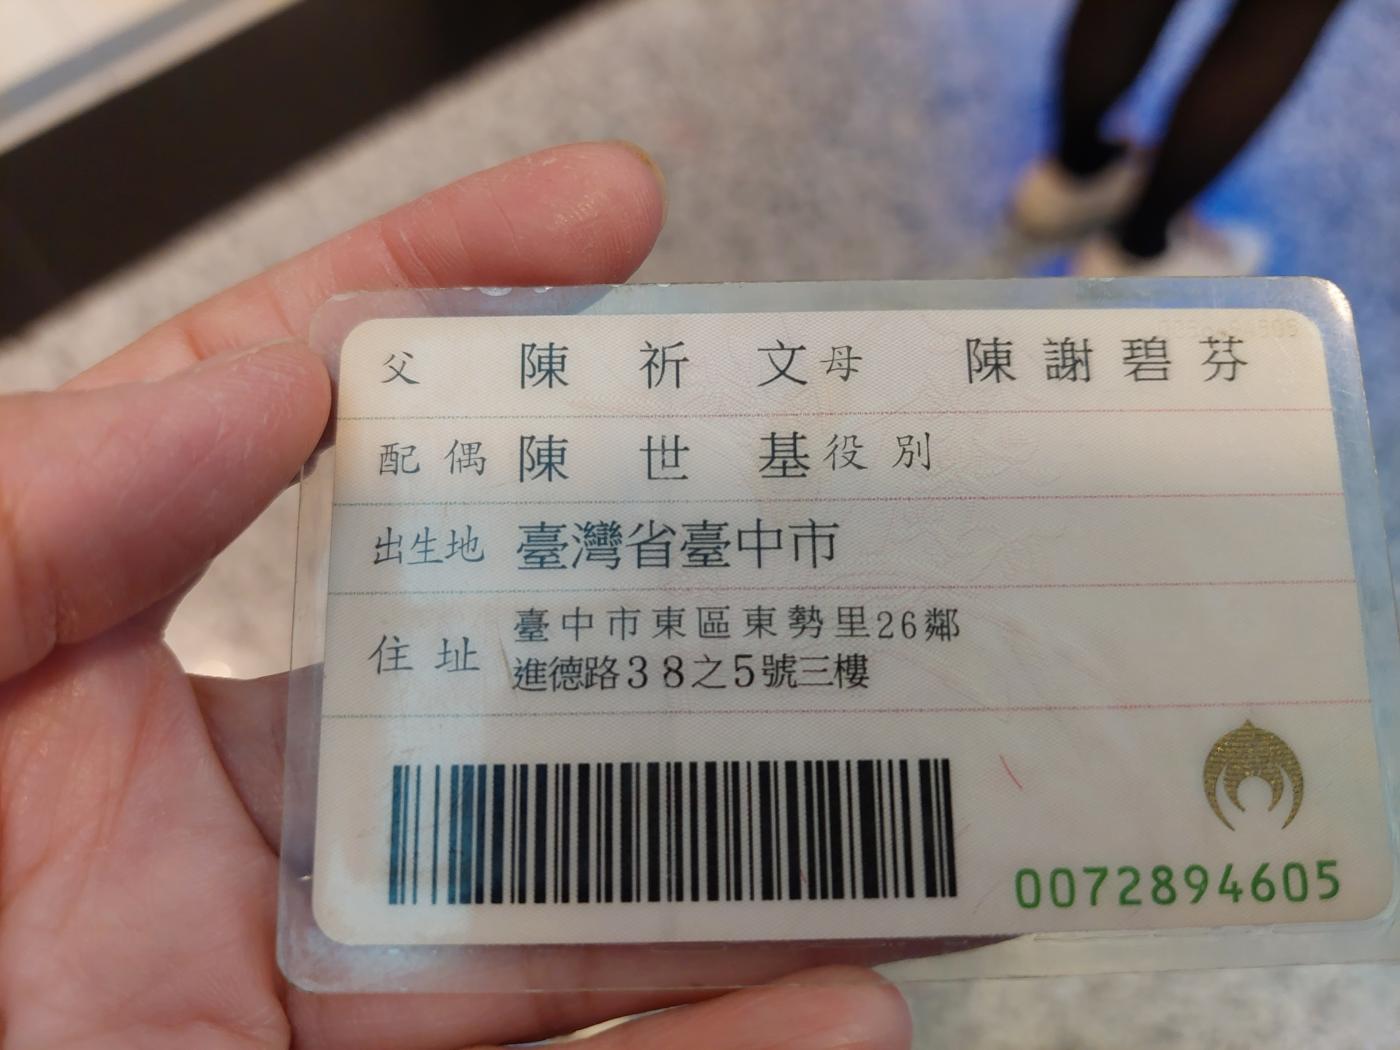 父 陳祈文 母 陳謝碧芬
配偶 陳世基 役別
出生地 臺灣省臺中市
住址 臺中市東區東勢里26鄰
進德路38之5號三樓
0072894605